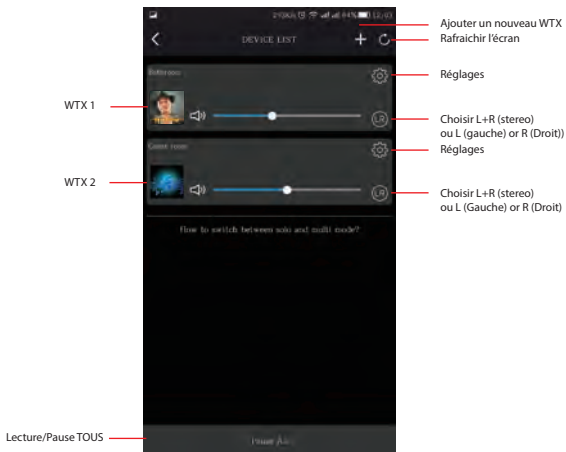 Ajouter un nouveau WTX
DEVICE LIST
Rafraichir l'écran
Réglages
WTX 1
LR
Choisir L+R (stereo)
ou L (gauche) or R (Droit))
Réglages
WTX 2
LR
Choisir L+R (stereo)
ou L (Gauche) or R (Droit)
How to switch between solo and multi mode?
Lecture/Pause TOUS
Pause